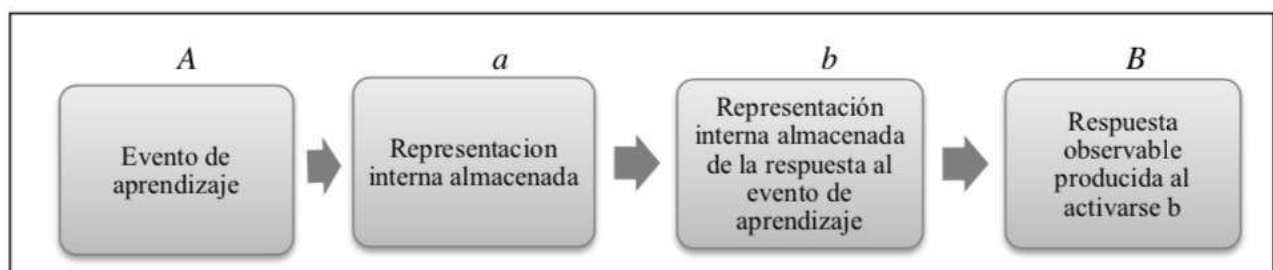 A
a
b
B
Evento de
aprendizaje
Representacion
interna almacenada
Representación
interna almacenada
de la respuesta al
evento de
aprendizaje
Respuesta
observable
producida al
activarse b